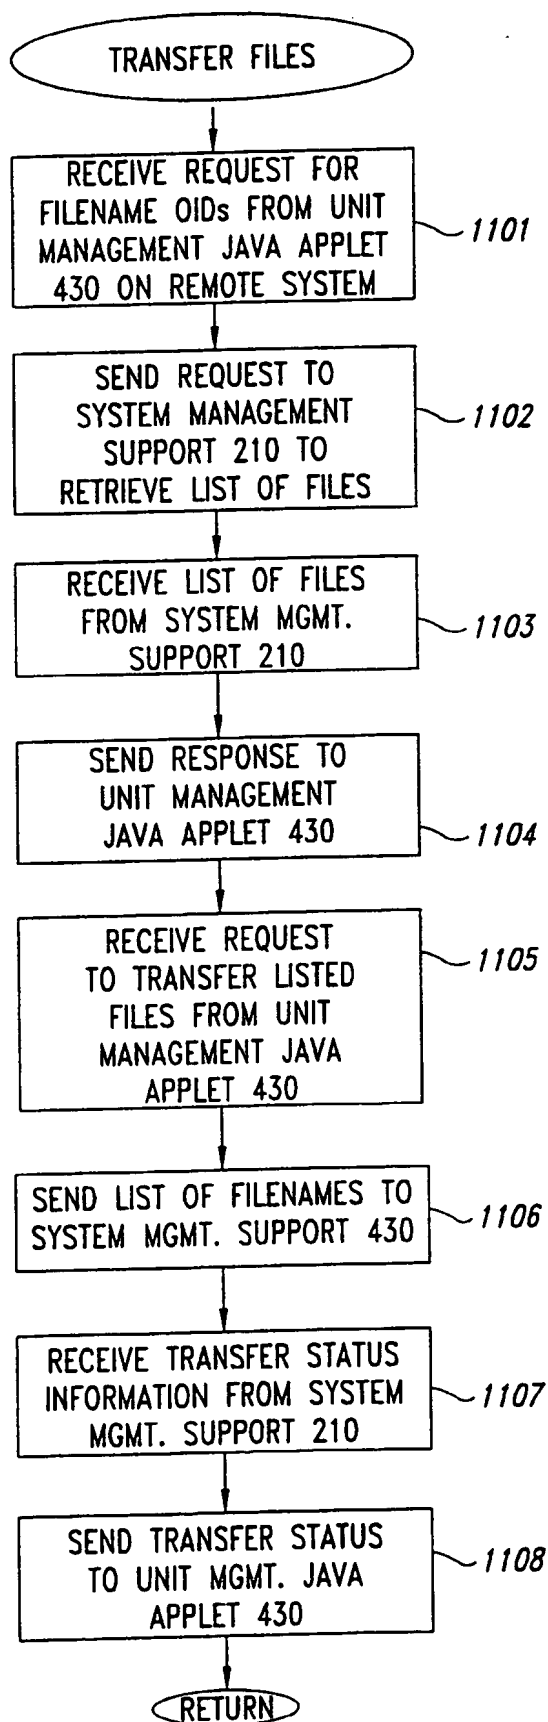 TRANSFER FILES
RECEIVE REQUEST FOR
FILENAME OIDs FROM UNIT
MANAGEMENT JAVA APPLET
430 ON REMOTE SYSTEM
1101
SEND REQUEST TO
SYSTEM MANAGEMENT
SUPPORT 210 TO
RETRIEVE LIST OF FILES
1102
RECEIVE LIST OF FILES
FROM SYSTEM MGMT.
SUPPORT 210
1103
SEND RESPONSE TO
UNIT MANAGEMENT
JAVA APPLET 430
1104
RECEIVE REQUEST
TO TRANSFER LISTED
FILES FROM UNIT
MANAGEMENT JAVA
APPLET 430
1105
SEND LIST OF FILENAMES TO
SYSTEM MGMT. SUPPORT 430
1106
RECEIVE TRANSFER STATUS
INFORMATION FROM SYSTEM
MGMT. SUPPORT 210
1107
SEND TRANSFER STATUS
TO UNIT MGMT. JAVA
APPLET 430
1108
RETURN